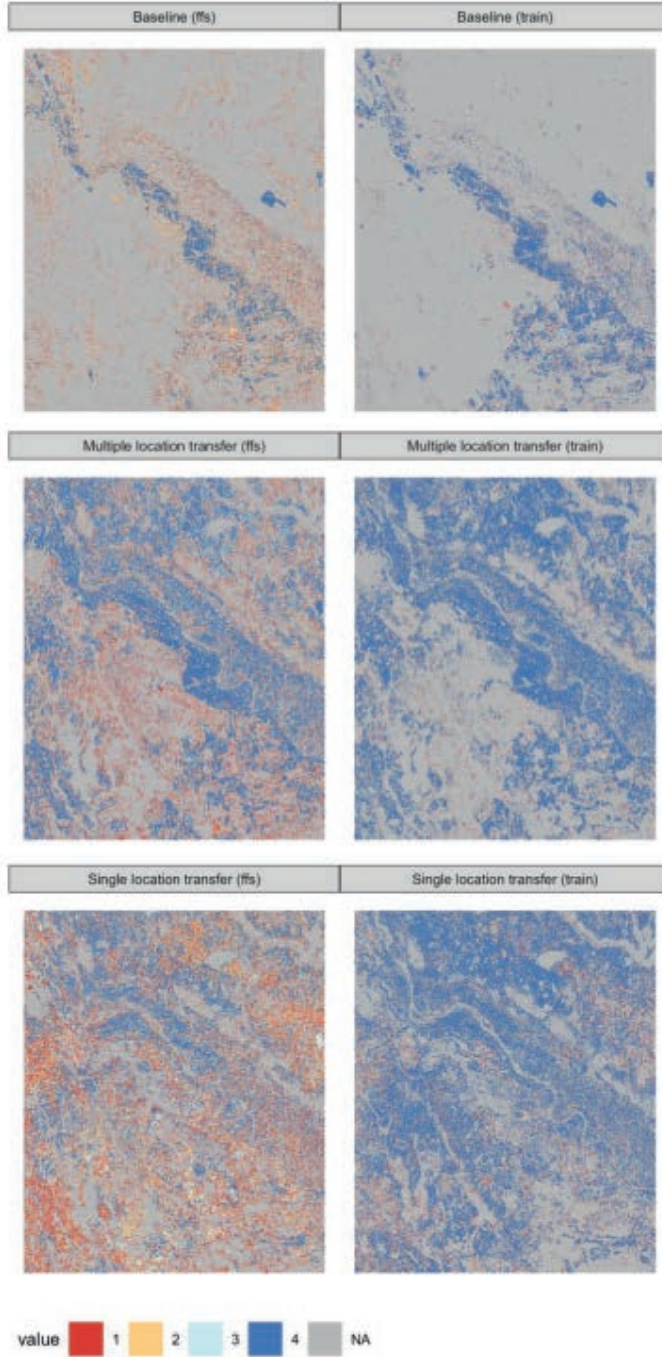 Baseline (ffs)
Baseline (train)
Multiple location transfer (ffs)
Multiple location transfer (train)
Single location transfer (ffs)
Single location transfer (train)
value 1 2 3 4 NA